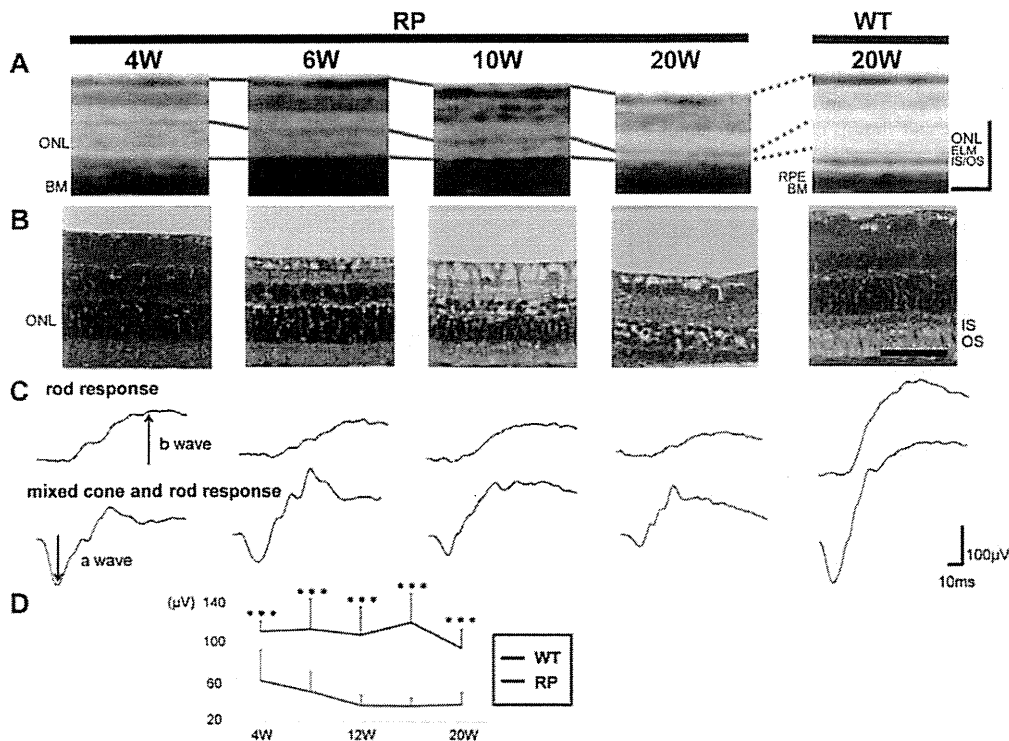 RP WT
4W 6W 10W 20W 20W
A
ONL
BM
ONL
ELM
IS/OS
RPE
BM
B
ONL
IS
OS
C
rod response
b wave
mixed cone and rod response
a wave
100µV
10ms
D
(µV) 140
100
60
20
*** *** *** *** ***
4W 12W 20W
WT
RP